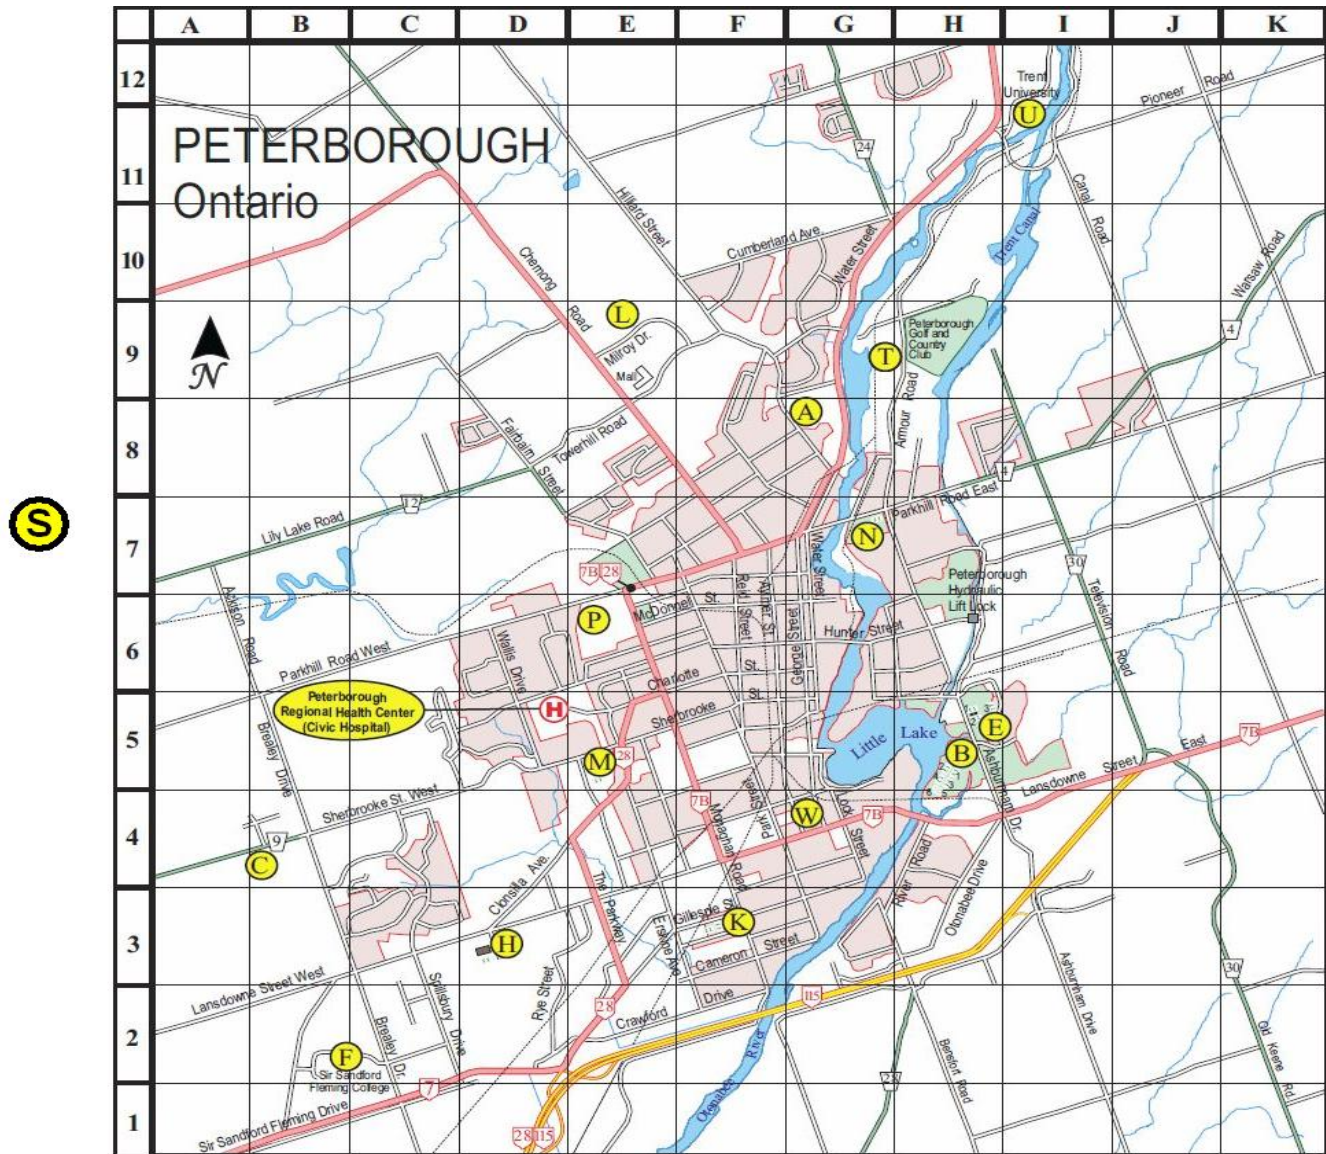 A B C D E F G H I J K
12
11
10
9
8
7
6
5
4
3
2
1
PETERBOROUGH
Ontario
N
S
Trent
University
U
Pioneer Road
24
Hilliard Street
Canal Road
Cumberland Ave.
Water Street
Trent Canal
Warsaw Road
4
Chemong
Road
L
Milroy Dr.
Mall
Peterborough
Golf and
Country
Club
T
A
Armour Road
Fairbairn Street
Towerhill Road
4
Parkhill Road East
12
Lily Lake Road
N
Water Street
30
7B 28
Peterborough
Hydraulic
Lift Lock
Television
Road
Ackison
Road
P
McDonnel St.
Reid Street
Aylmer St.
George Street
Hunter Street
Parkhill Road West
Wallis Drive
Charlotte St.
Peterborough
Regional Health Center
(Civic Hospital)
H
Sherbrooke St.
Brealey Drive
Little Lake
E
B
M
28
7B
Ashburnham Dr.
Lansdowne Street East
Sherbrooke St. West
7B
Monaghan Road
Park Street
W
Lock
Street
7B
9
C
Clonsilla Ave.
River Road
Otonabee Drive
The Parkway
Gillespie
K
Erskine Ave
Cameron Street
H
Lansdowne Street West
Spillsbury Drive
Rye Street
28
Crawford Drive
115
30
Ashburnham Drive
Bensfort Road
Old Keene Rd.
F
Sir Sandford
Fleming College
Brealey Dr.
River
Otonabee
7
Sir Sandford Fleming Drive
28 115